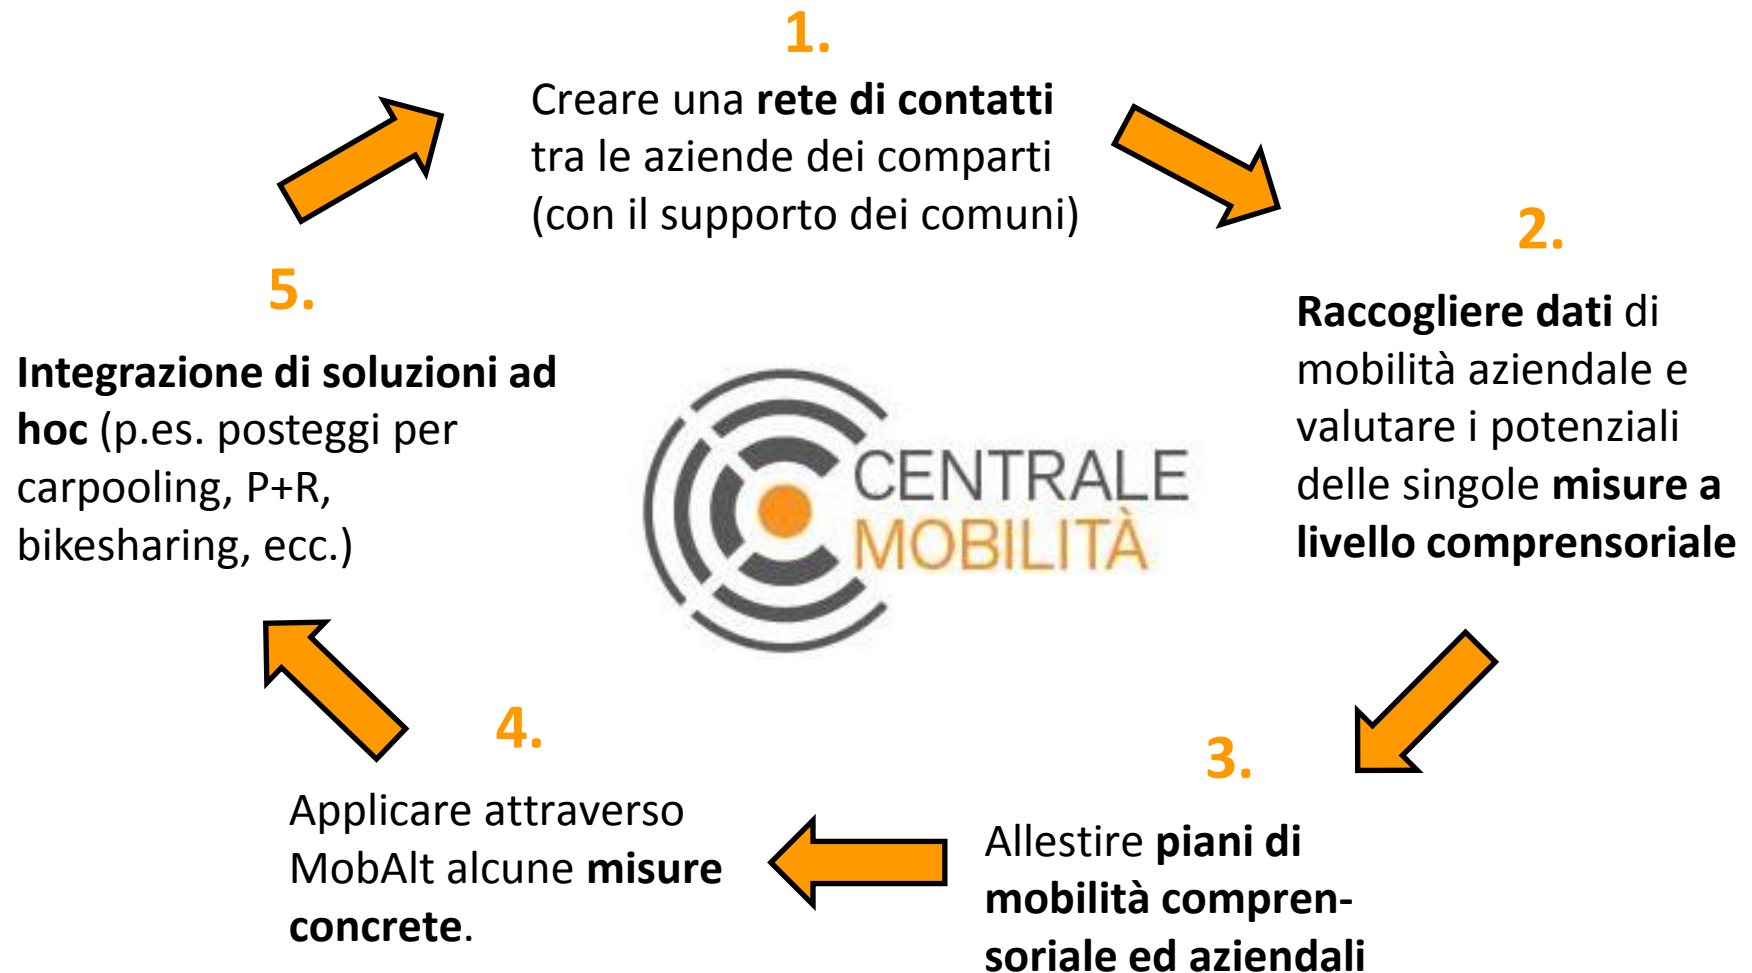 1.
Creare una rete di contatti
tra le aziende dei comparti
(con il supporto dei comuni)
2.
Raccogliere dati di
mobilità aziendale e
valutare i potenziali
delle singole misure a
livello comprensoriale
3.
Allestire piani di
mobilità compren-
soriale ed aziendali
4.
Applicare attraverso
MobAlt alcune misure
concrete.
5.
Integrazione di soluzioni ad
hoc (p.es. posteggi per
carpooling, P+R,
bikesharing, ecc.)
CENTRALE
MOBILITÀ